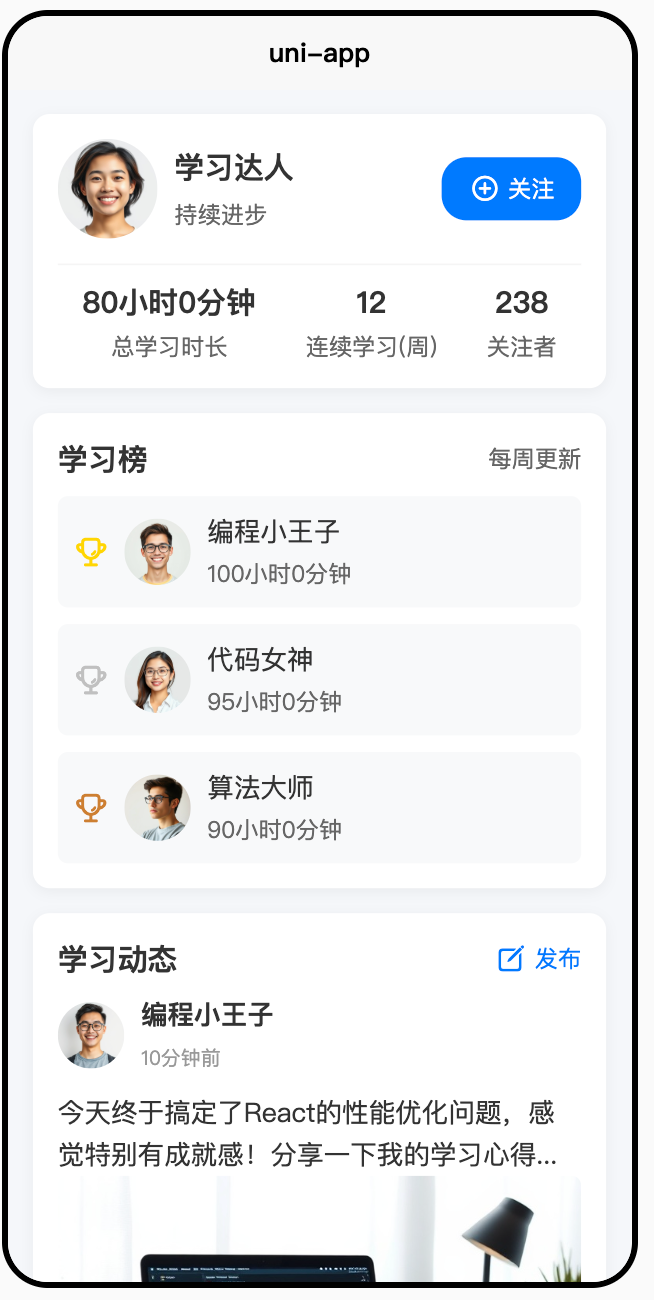 uni-app
学习达人
持续进步
关注
80小时0分钟
12
238
总学习时长
连续学习(周)
关注者
学习榜
每周更新
编程小王子
100小时0分钟
代码女神
95小时0分钟
算法大师
90小时0分钟
学习动态
发布
编程小王子
10分钟前
今天终于搞定了React的性能优化问题，感
觉特别有成就感！分享一下我的学习心得...